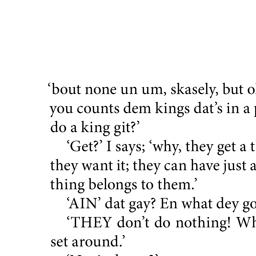 ‘bout none un um, skasely, but o
you counts dem kings dat’s in a p
do a king git?’
‘Get?’ I says; ‘why, they get a t
they want it; they can have just a
thing belongs to them.’
‘AIN’ dat gay? En what dey go
‘THEY don’t do nothing! Wh
set around.’